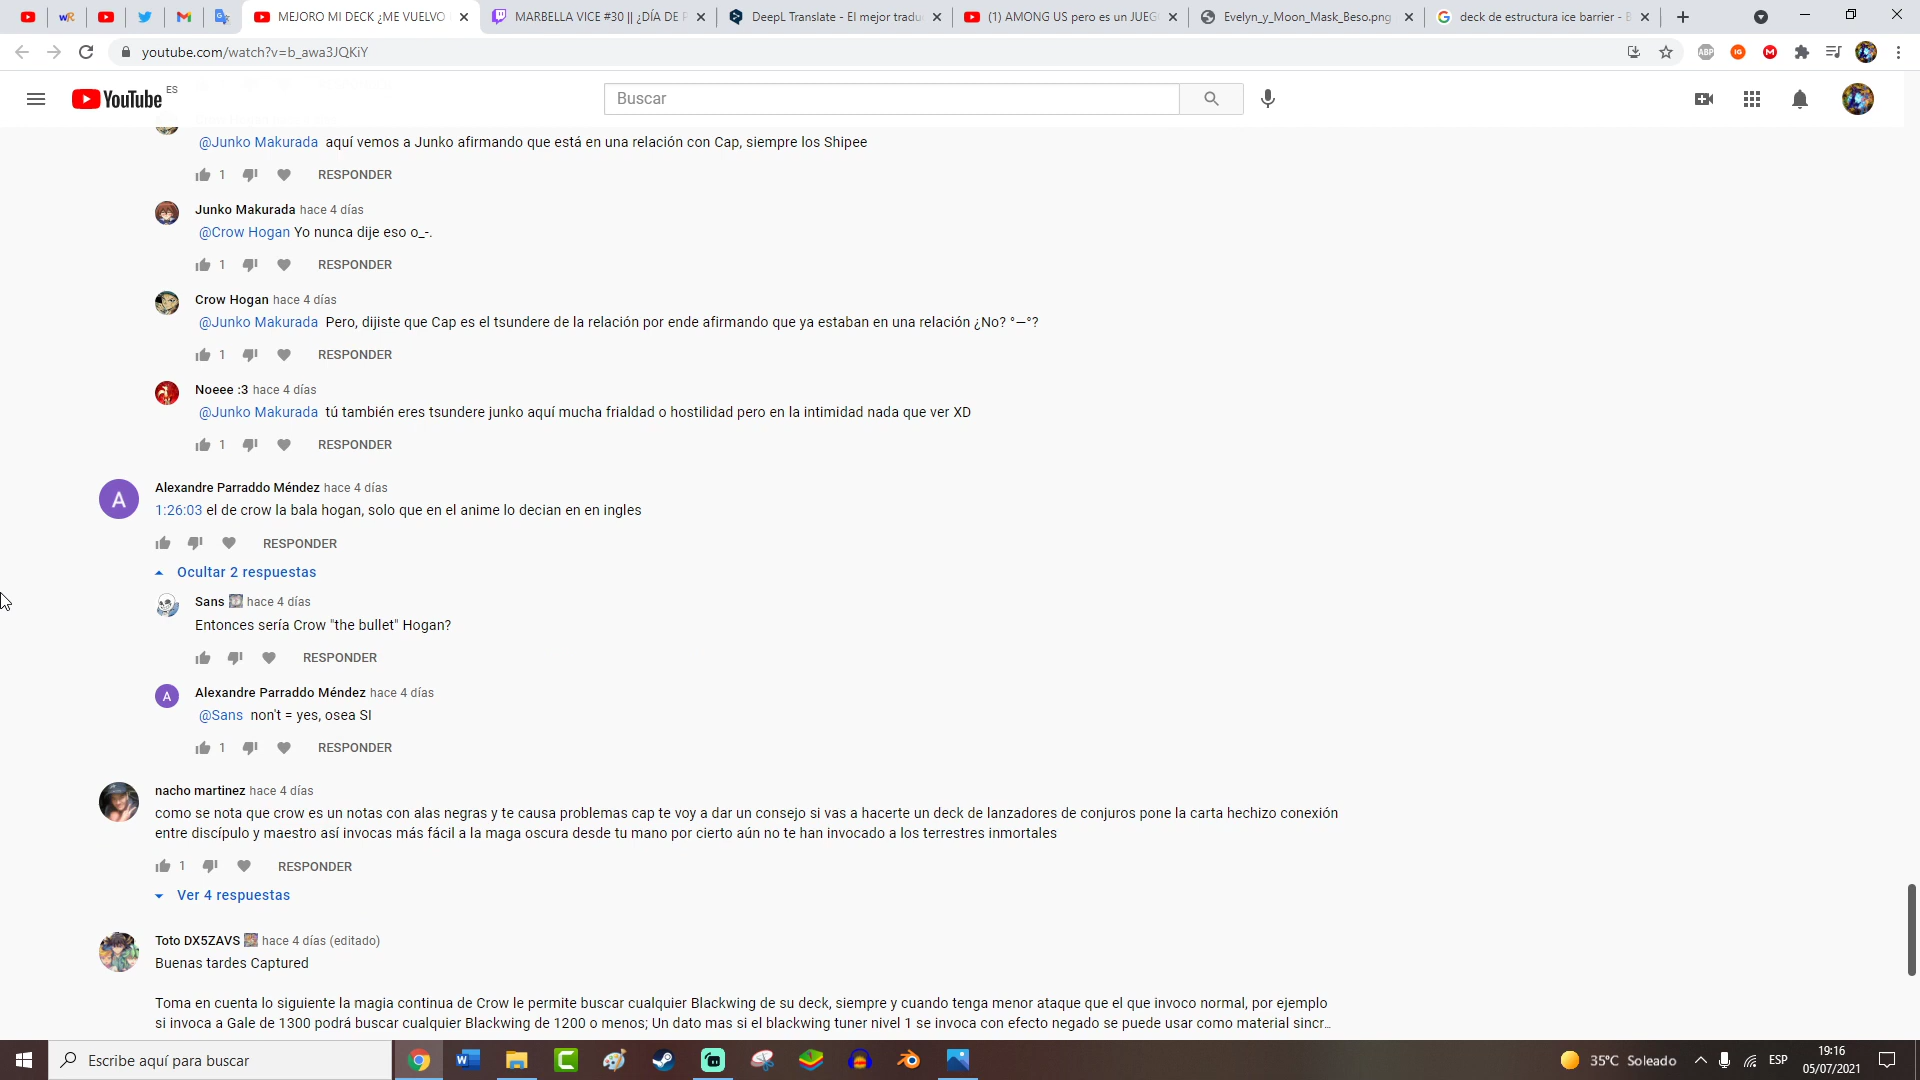 MEJORO MI DECK ¿ME VUELVO
MARBELLA VICE #30 || ¿DÍA DE P
DeepL Translate - El mejor tradu
(1) AMONG US pero es un JUEG
Evelyn_y_Moon_Mask_Beso.png
deck de estructura ice barrier - B
youtube.com/watch?v=b_awa3JQKiY
ABP
YouTube ES
Buscar
@Junko Makurada aquí vemos a Junko afirmando que está en una relación con Cap, siempre los Shipee
1 RESPONDER
Junko Makurada hace 4 días
@Crow Hogan Yo nunca dije eso o_-.
1 RESPONDER
Crow Hogan hace 4 días
@Junko Makurada Pero, dijiste que Cap es el tsundere de la relación por ende afirmando que ya estaban en una relación ¿No? °—°?
1 RESPONDER
Noeee :3 hace 4 días
@Junko Makurada tú también eres tsundere junko aquí mucha frialdad o hostilidad pero en la intimidad nada que ver XD
1 RESPONDER
A
Alexandre Parraddo Méndez hace 4 días
1:26:03 el de crow la bala hogan, solo que en el anime lo decian en en ingles
RESPONDER
Ocultar 2 respuestas
Sans hace 4 días
Entonces sería Crow "the bullet" Hogan?
RESPONDER
A
Alexandre Parraddo Méndez hace 4 días
@Sans non't = yes, osea SI
1 RESPONDER
nacho martinez hace 4 días
como se nota que crow es un notas con alas negras y te causa problemas cap te voy a dar un consejo si vas a hacerte un deck de lanzadores de conjuros pone la carta hechizo conexión
entre discípulo y maestro así invocas más fácil a la maga oscura desde tu mano por cierto aún no te han invocado a los terrestres inmortales
1 RESPONDER
Ver 4 respuestas
Toto DX5ZAVS hace 4 días (editado)
Buenas tardes Captured
Toma en cuenta lo siguiente la magia continua de Crow le permite buscar cualquier Blackwing de su deck, siempre y cuando tenga menor ataque que el que invoco normal, por ejemplo
si invoca a Gale de 1300 podrá buscar cualquier Blackwing de 1200 o menos; Un dato mas si el blackwing tuner nivel 1 se invoca con efecto negado se puede usar como material sincr...
Escribe aquí para buscar
35°C Soleado
ESP
19:16
05/07/2021